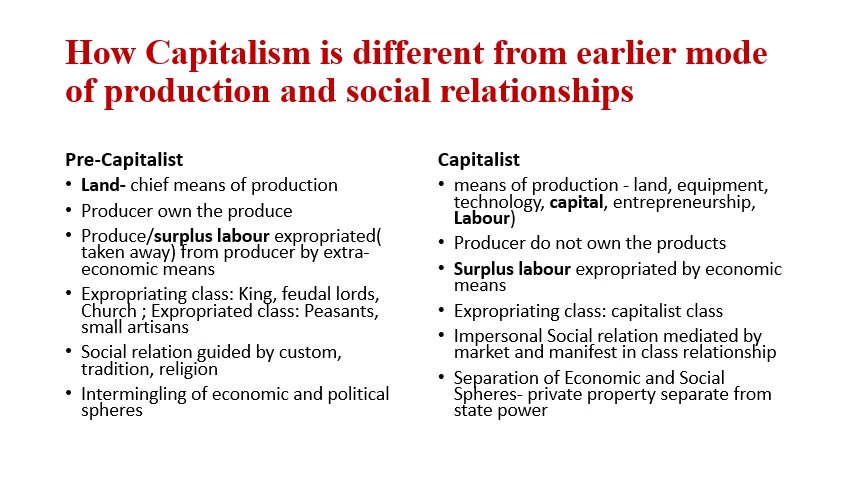 How Capitalism is different from earlier mode
of production and social relationships
Pre-Capitalist
• Land- chief means of production
• Producer own the produce
• Produce/surplus labour expropriated(
taken away) from producer by extra-
economic means
• Expropriating class: King, feudal lords,
Church ; Expropriated class: Peasants,
small artisans
• Social relation guided by custom,
tradition, religion
• Intermingling of economic and political
spheres
Capitalist
• means of production - land, equipment,
technology, capital, entrepreneurship,
Labour)
• Producer do not own the products
• Surplus labour expropriated by economic
means
• Expropriating class: capitalist class
• Impersonal Social relation mediated by
market and manifest in class relationship
• Separation of Economic and Social
Spheres- private property separate from
state power